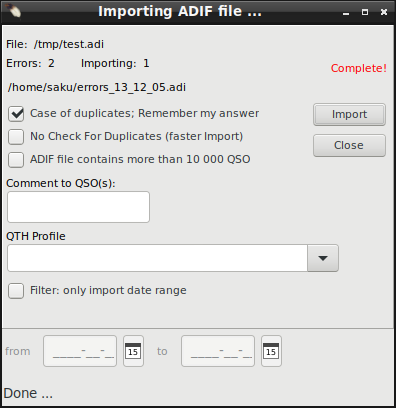 Importing ADIF file ...
File: /tmp/test.adi
Errors: 2 Importing: 1
Complete!
/home/saku/errors_13_12_05.adi
Case of duplicates; Remember my answer
Import
No Check For Duplicates (faster Import)
ADIF file contains more than 10 000 QSO
Close
Comment to QSO(s):
QTH Profile
Filter: only import date range
from ____-__-_ 15 to ____-__-_ 15
Done ...